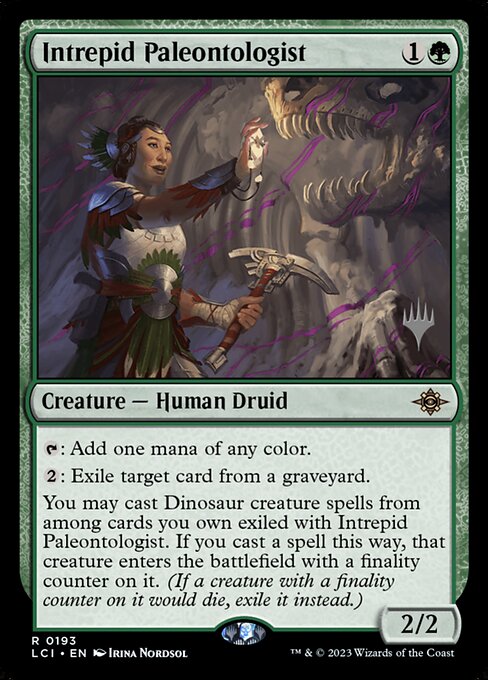 Intrepid Paleontologist 1
Creature — Human Druid
: Add one mana of any color.
2: Exile target card from a graveyard.
You may cast Dinosaur creature spells from
among cards you own exiled with Intrepid
Paleontologist. If you cast a spell this way, that
creature enters the battlefield with a finality
counter on it. (If a creature with a finality
counter on it would die, exile it instead.)
2/2
R 0193
LCI • EN Irina Nordsol
™ & © 2023 Wizards of the Coast